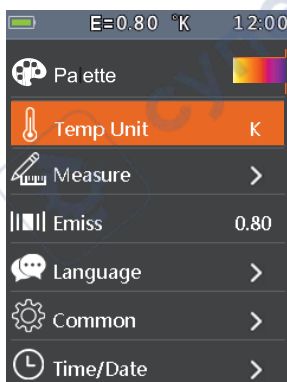 E=0.80 °K 12:00
Palette
Temp Unit K
Measure >
Emiss 0.80
Language >
Common >
Time/Date >